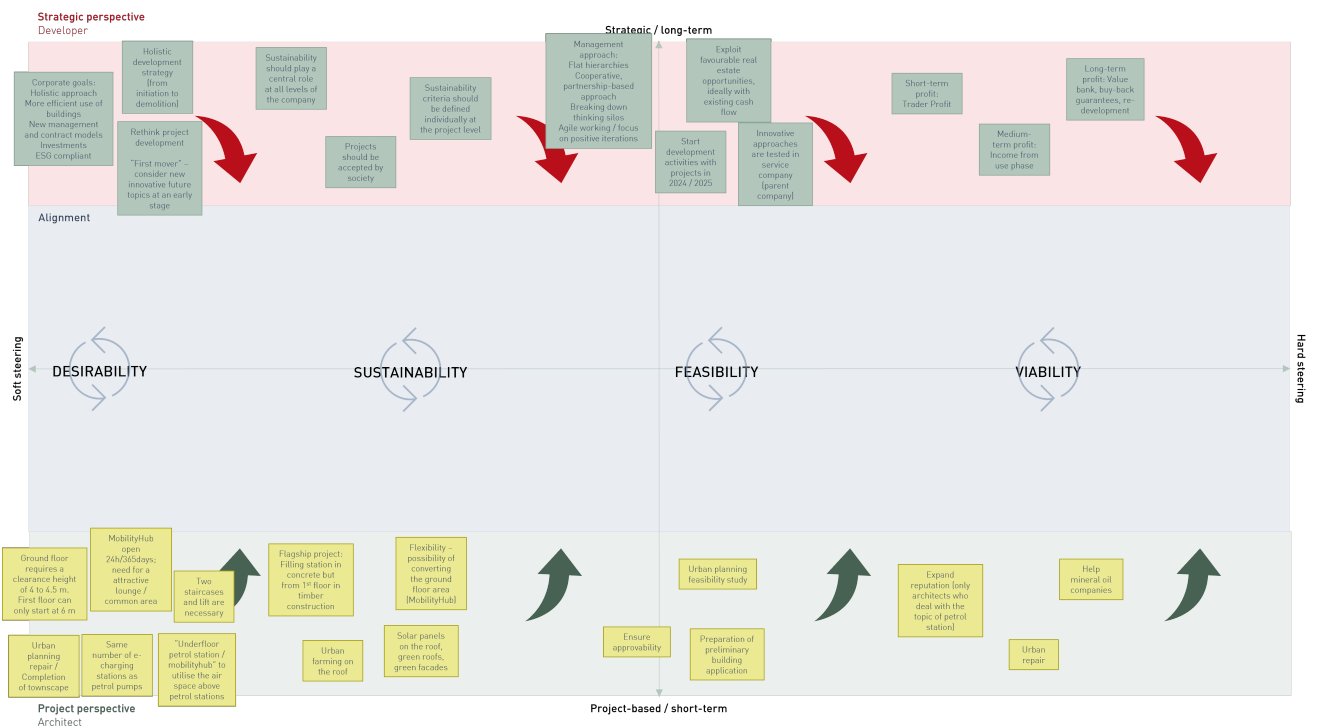 Strategic perspective
Developer
Strategic / long-term
Corporate goals:
Holistic approach
More efficient use of
buildings
New management
and contract models
Investments
ESG compliant
Holistic
development
strategy
(from
initiation to
demolition)
Rethink project
development
"First mover" –
consider new
innovative future
topics at an early
stage
Sustainability
should play a
central role
at all levels of
the company
Projects
should be
accepted by
society
Sustainability
criteria should
be defined
individually at
the project level
Management
approach:
Flat hierarchies
Cooperative,
partnership-based
approach
Breaking down
thinking silos
Agile working / focus
on positive iterations
Exploit
favourable real
estate
opportunities,
ideally with
existing cash
flow
Start
development
activities with
projects in
2024 / 2025
Innovative
approaches
are tested in
service
company
(parent
company)
Short-term
profit:
Trader Profit
Medium-
term profit:
Income from
use phase
Long-term
profit: Value
bank, buy-back
guarantees, re-
development
Alignment
Soft steering
DESIRABILITY
SUSTAINABILITY
FEASIBILITY
VIABILITY
Hard steering
Ground floor
requires a
clearance height
of 4 to 4.5 m.
First floor can
only start at 6 m
MobilityHub
open
24h/365days;
need for a
attractive
lounge /
common area
Two
staircases
and lift are
necessary
Urban
planning
repair /
Completion
of townscape
Same
number of e-
charging
stations as
petrol pumps
"Underfloor
petrol station /
mobilityhub" to
utilise the air
space above
petrol stations
Flagship project:
Filling station in
concrete but
from 1st floor in
timber
construction
Urban
farming on
the roof
Flexibility –
possibility of
converting
the ground
floor area
(MobilityHub)
Solar panels
on the roof,
green roofs,
green facades
Ensure
approvability
Urban planning
feasibility study
Preparation of
preliminary
building
application
Expand
reputation (only
architects who
deal with the
topic of petrol
station)
Help
mineral oil
companies
Urban
repair
Project perspective
Architect
Project-based / short-term